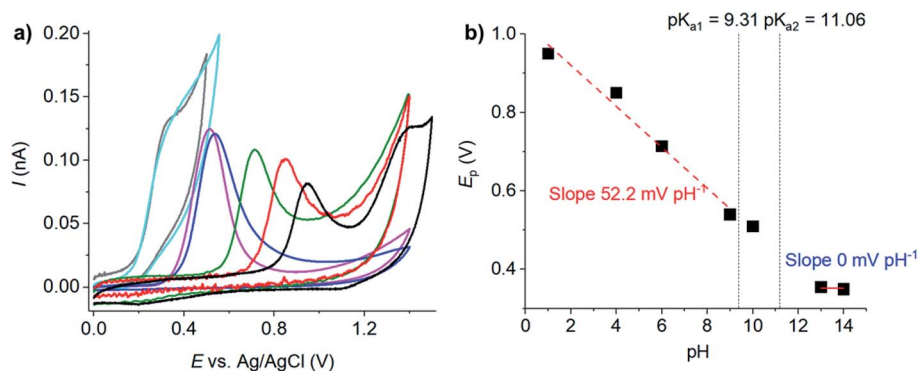 a)
0.20
0.15
0.10
0.05
0.00
I (nA)
0.0 0.4 0.8 1.2
E vs. Ag/AgCl (V)
b)
pKa1 = 9.31 pKa2 = 11.06
1.0
0.8
0.6
0.4
Ep (V)
Slope 52.2 mV pH-1
Slope 0 mV pH-1
0 2 4 6 8 10 12 14
pH